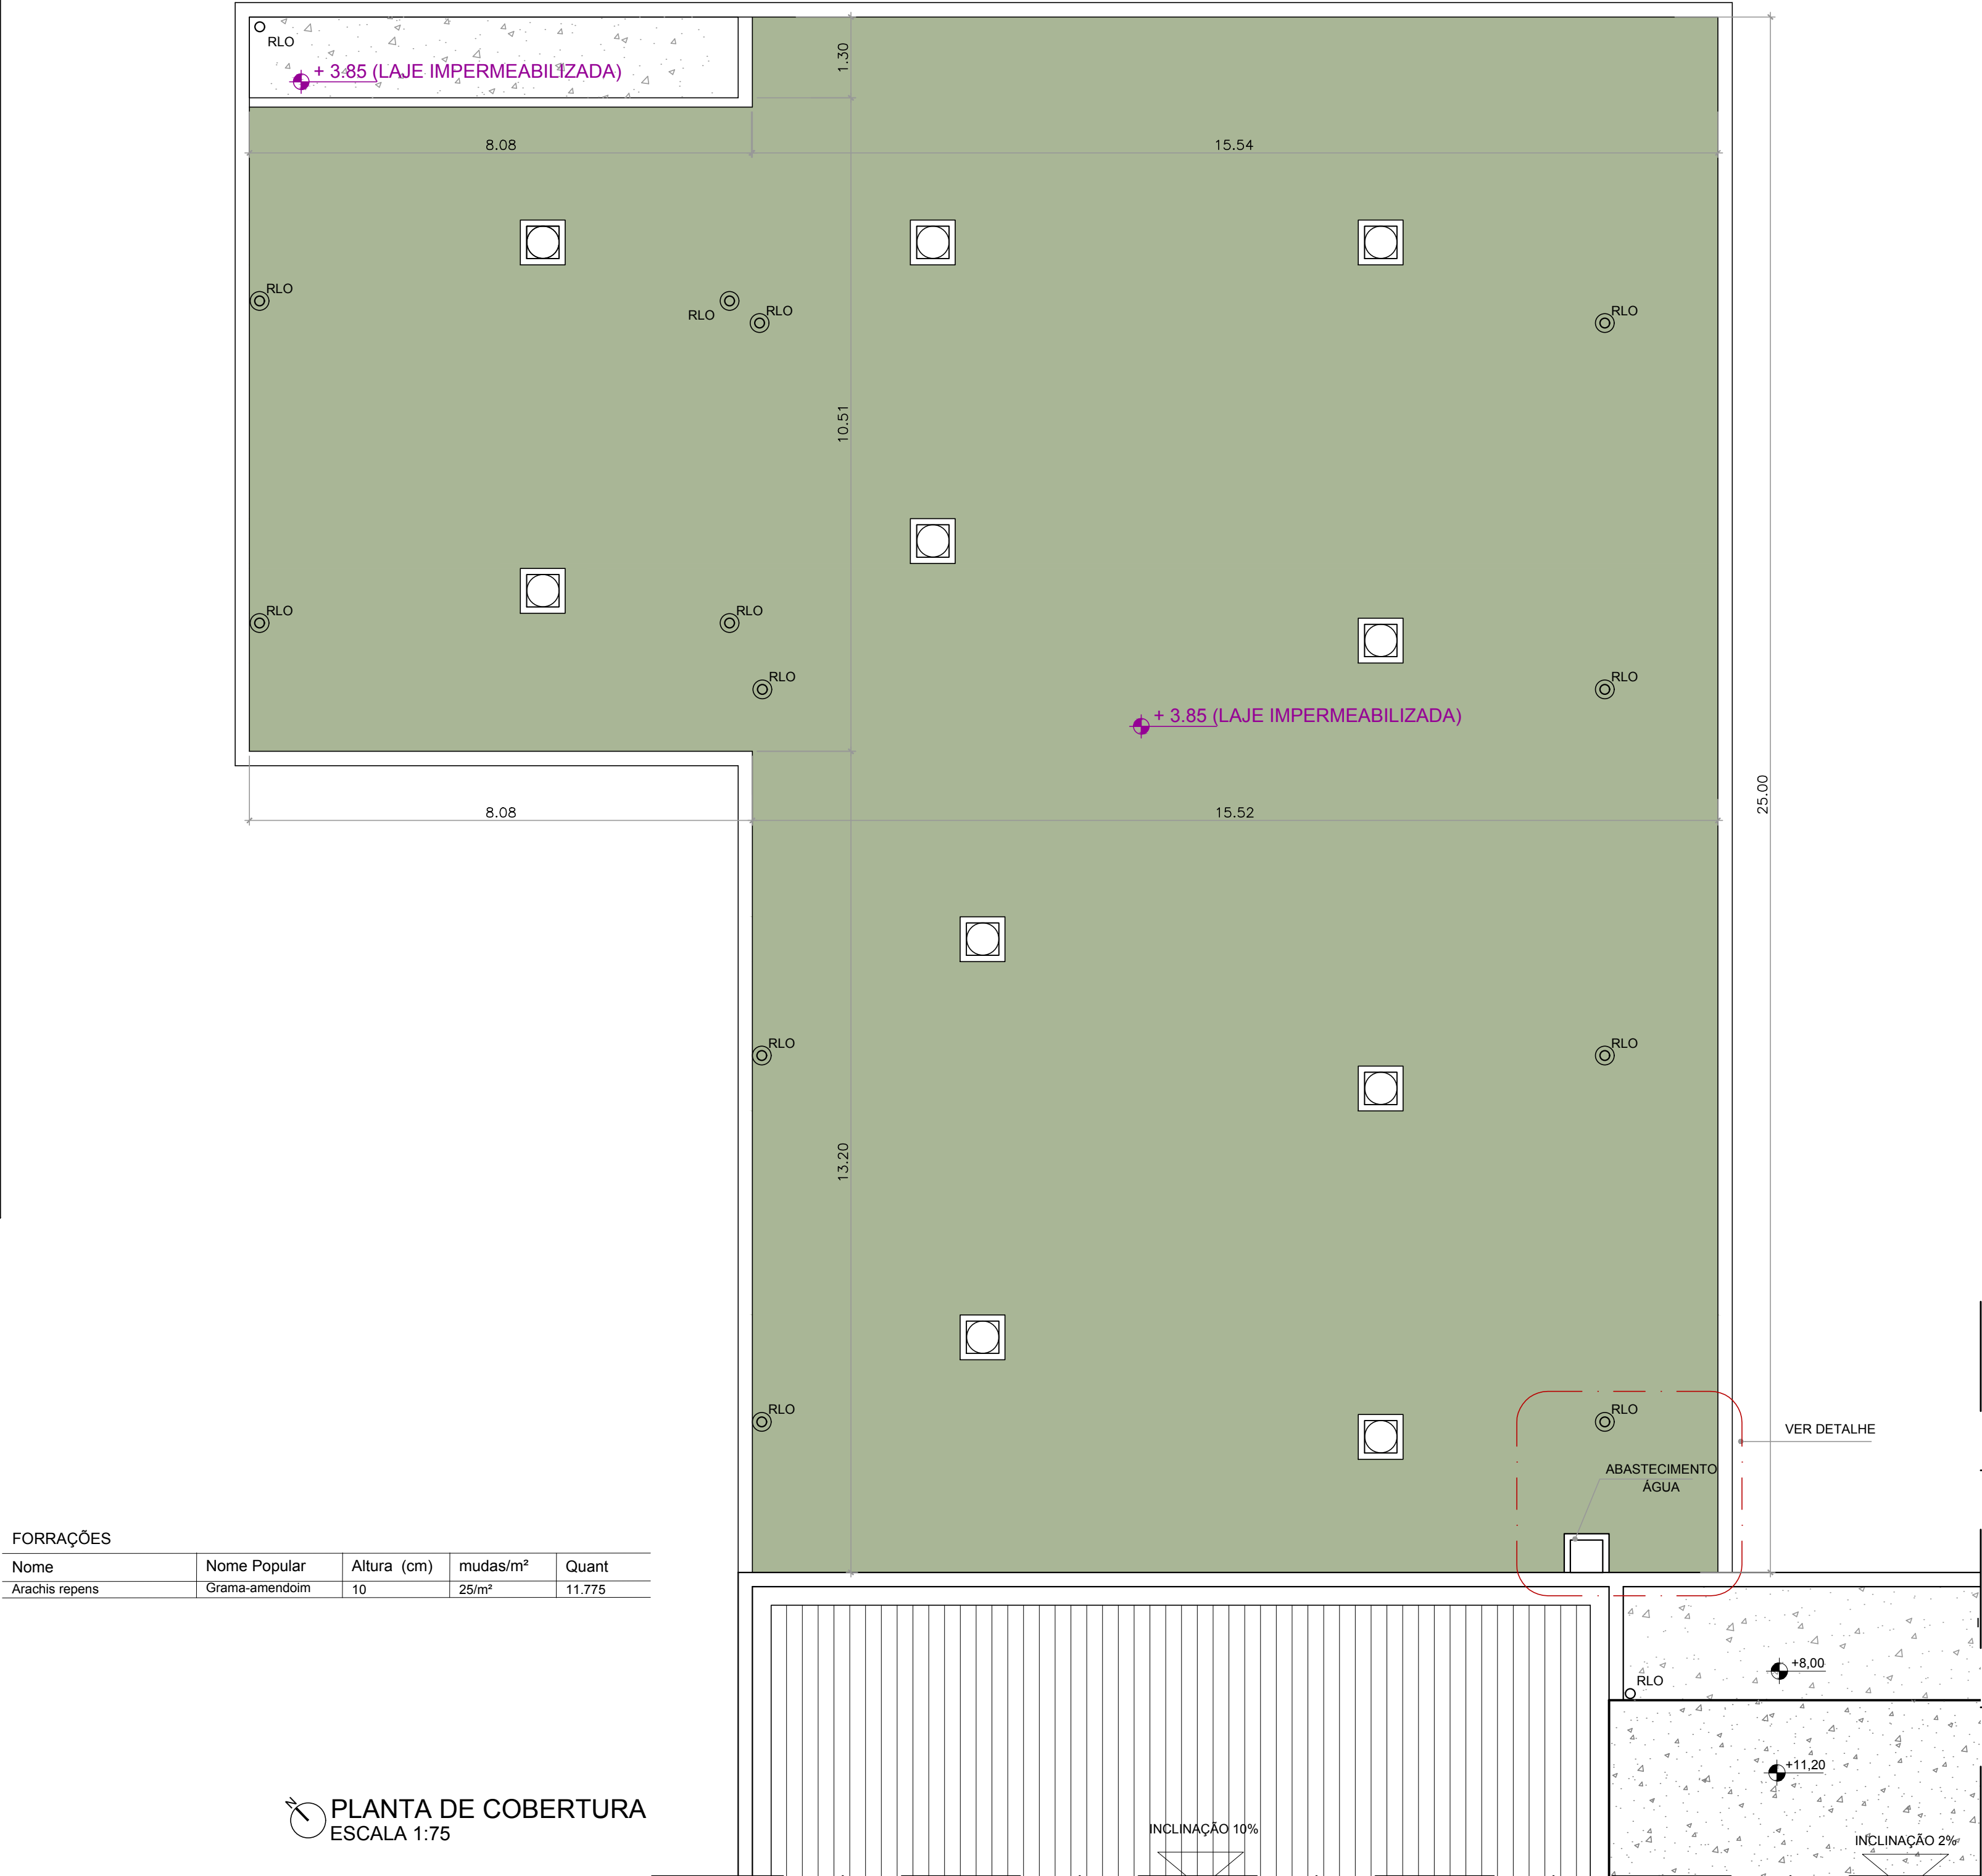 RLO
+ 3.85 (LAJE IMPERMEABILIZADA)
1.30
8.08
15.54
RLO
RLO
RLO
RLO
10.51
RLO
RLO
RLO
RLO
+ 3.85 (LAJE IMPERMEABILIZADA)
25.00
8.08
15.52
RLO
RLO
13.20
RLO
RLO
VER DETALHE
ABASTECIMENTO
ÁGUA
FORRAÇÕES
Nome Nome Popular Altura (cm) mudas/m² Quant
Arachis repens Grama-amendoim 10 25/m² 11.775
+8,00
RLO
+11,20
N
PLANTA DE COBERTURA
ESCALA 1:75
INCLINAÇÃO 10%
INCLINAÇÃO 2%